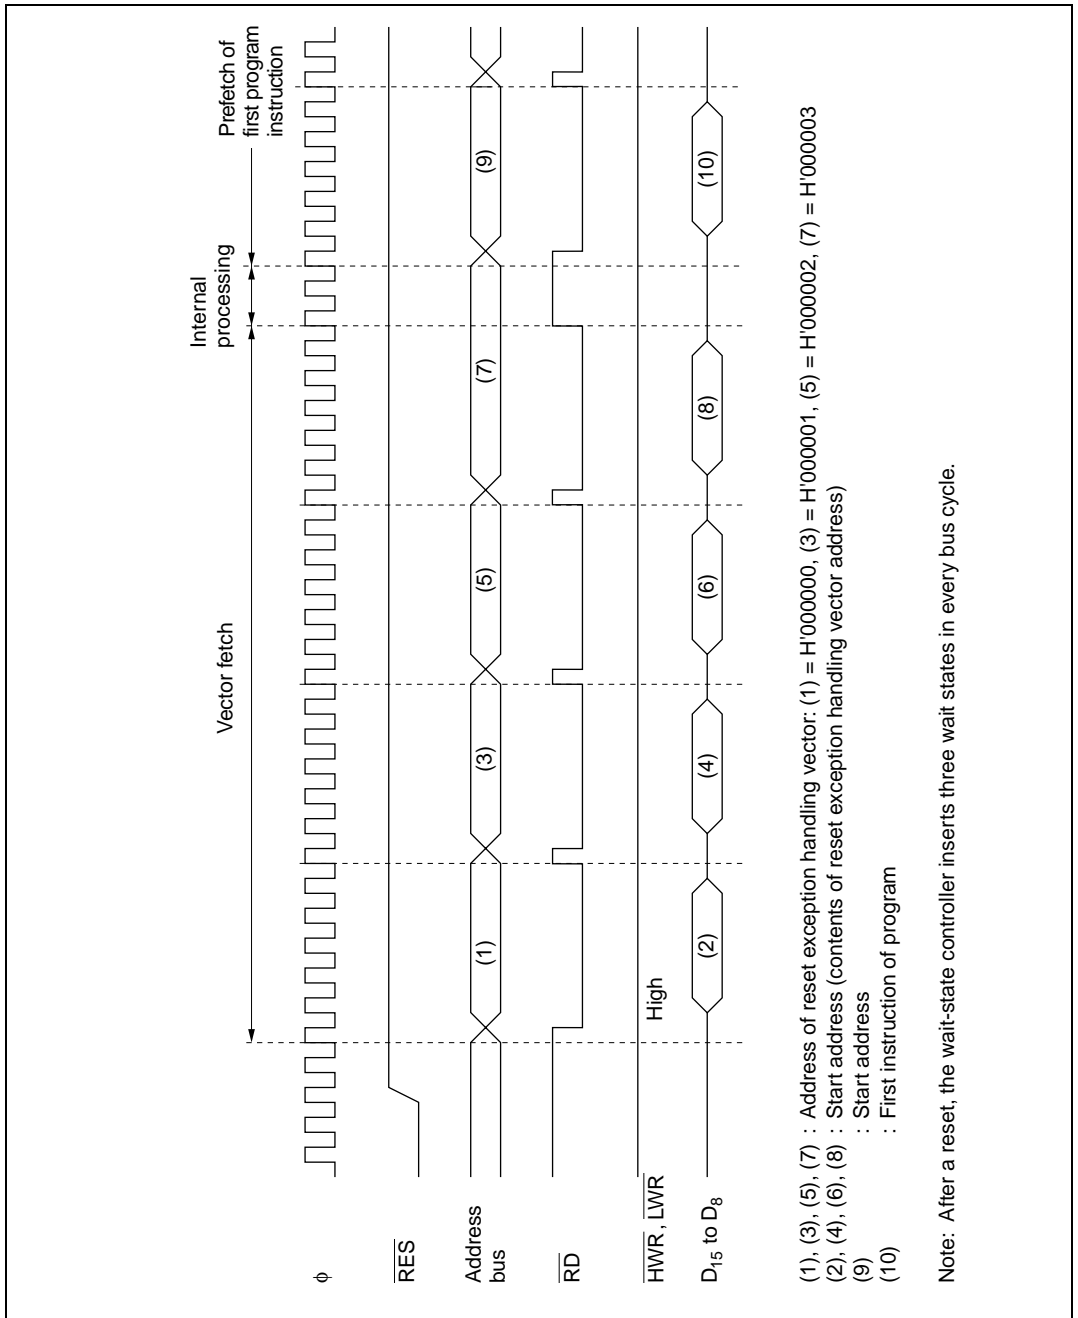 Vector fetch
Internal
processing
Prefetch of
first program
instruction
ϕ
RES
Address
bus
(1)
(3)
(5)
(7)
(9)
RD
HWR , LWR
High
D15 to D8
(2)
(4)
(6)
(8)
(10)
(1), (3), (5), (7) : Address of reset exception handling vector: (1) = H'000000, (3) = H'000001, (5) = H'000002, (7) = H'000003
(2), (4), (6), (8) : Start address (contents of reset exception handling vector address)
(9) : Start address
(10) : First instruction of program
Note: After a reset, the wait-state controller inserts three wait states in every bus cycle.